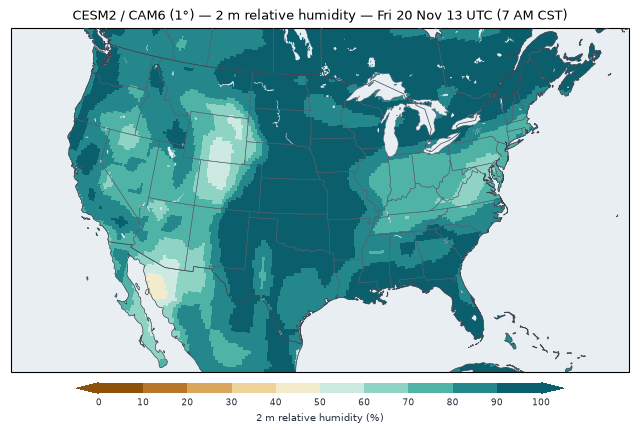 CESM2 / CAM6 (1°) — 2 m relative humidity — Fri 20 Nov 13 UTC (7 AM CST)
0 10 20 30 40 50 60 70 80 90 100
2 m relative humidity (%)